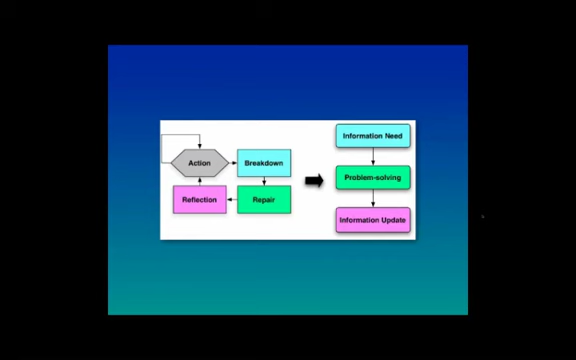 Action
Breakdown
Reflection
Repair
Information Need
Problem-solving
Information Update